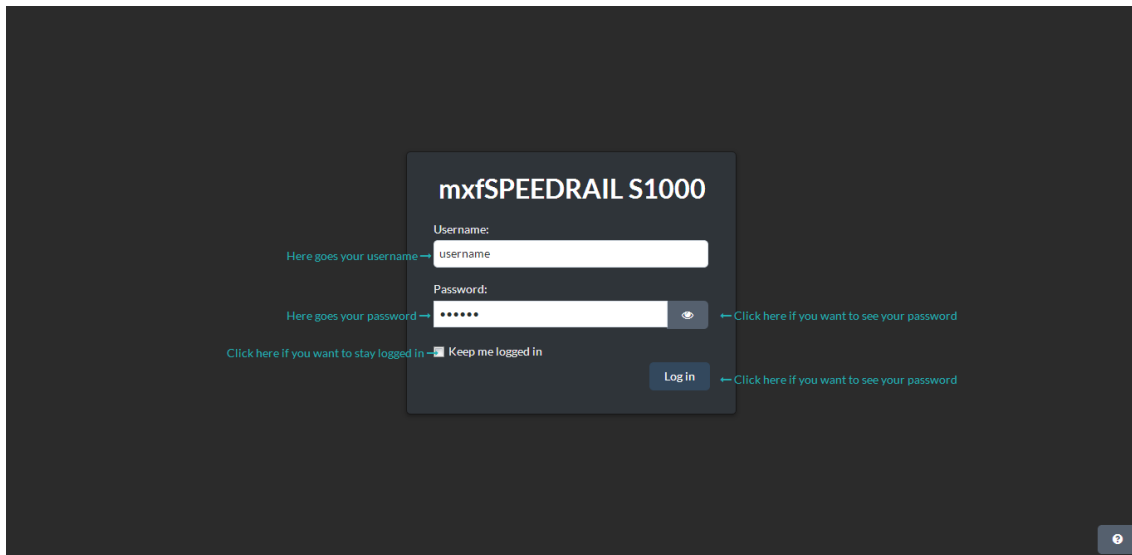 mxfSPEEDRAIL S1000
Username:
Here goes your username
username
Password:
Here goes your password
••••••
Click here if you want to see your password
Click here if you want to stay logged in
Keep me logged in
Log in
Click here if you want to see your password